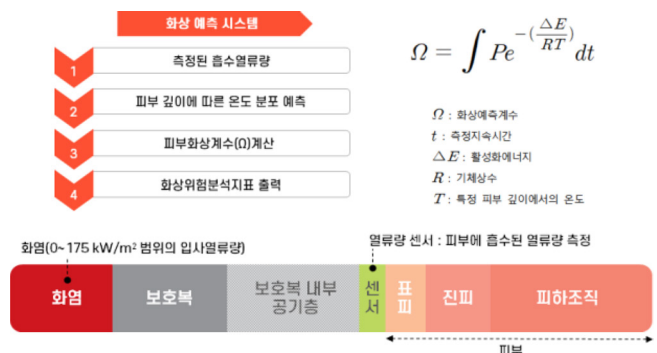 화상 예측 시스템
1 측정된 흡수열류량
2 피부 깊이에 따른 온도 분포 예측
3 피부화상계수(Ω)계산
4 화상위험분석지표 출력
Ω = ∫ Pe^{-(ΔE/RT)} dt
Ω : 화상예측계수
t : 측정지속시간
ΔE : 활성화에너지
R : 기체상수
T : 특정 피부 깊이에서의 온도
화염(0~175 kW/m² 범위의 입사열류량)
열류량 센서 : 피부에 흡수된 열류량 측정
화염
보호복
보호복 내부
공기층
센
서
표
피
진피
피하조직
피부